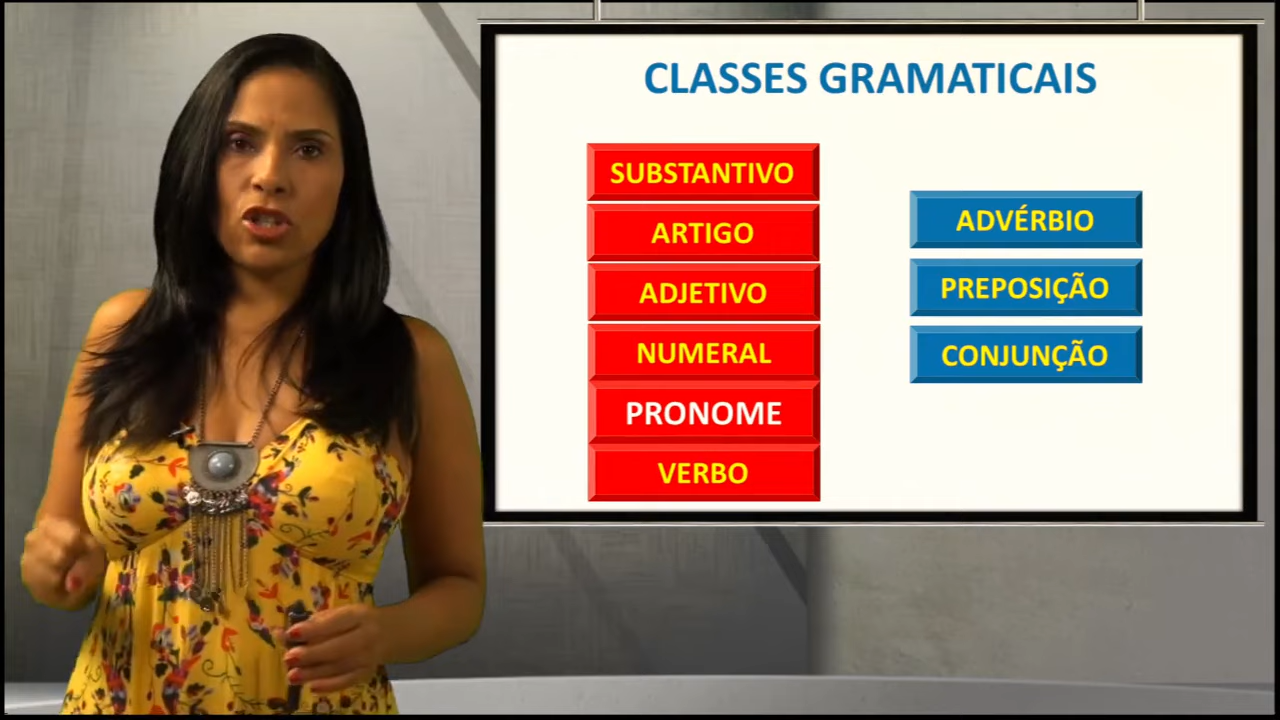 CLASSES GRAMATICAIS
SUBSTANTIVO
ARTIGO
ADJETIVO
NUMERAL
PRONOME
VERBO
ADVÉRBIO
PREPOSIÇÃO
CONJUNÇÃO